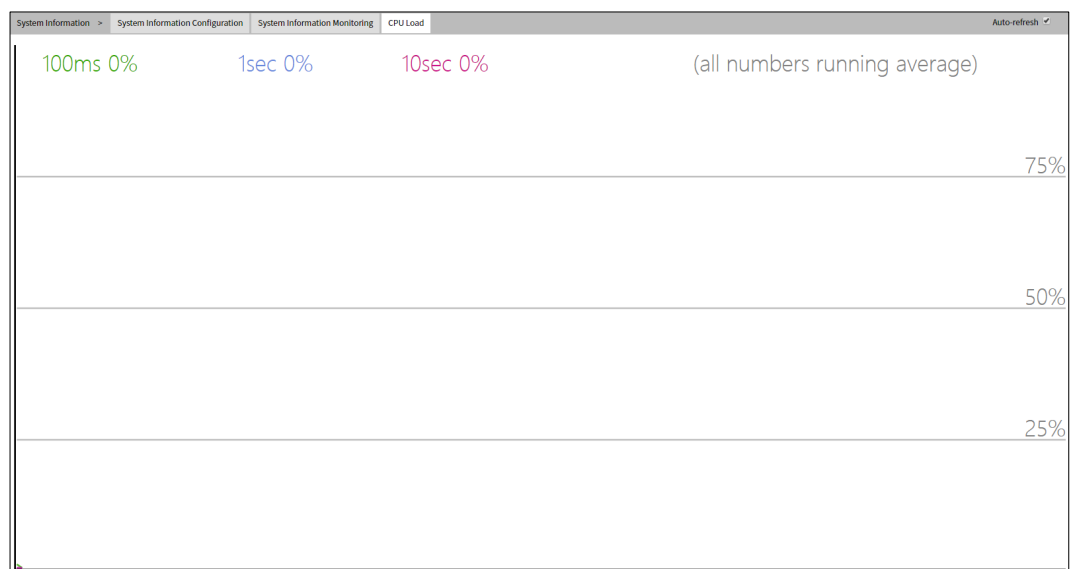 System Information > System Information Configuration System Information Monitoring CPU Load Auto-refresh
100ms 0% 1sec 0% 10sec 0% (all numbers running average)
75%
50%
25%